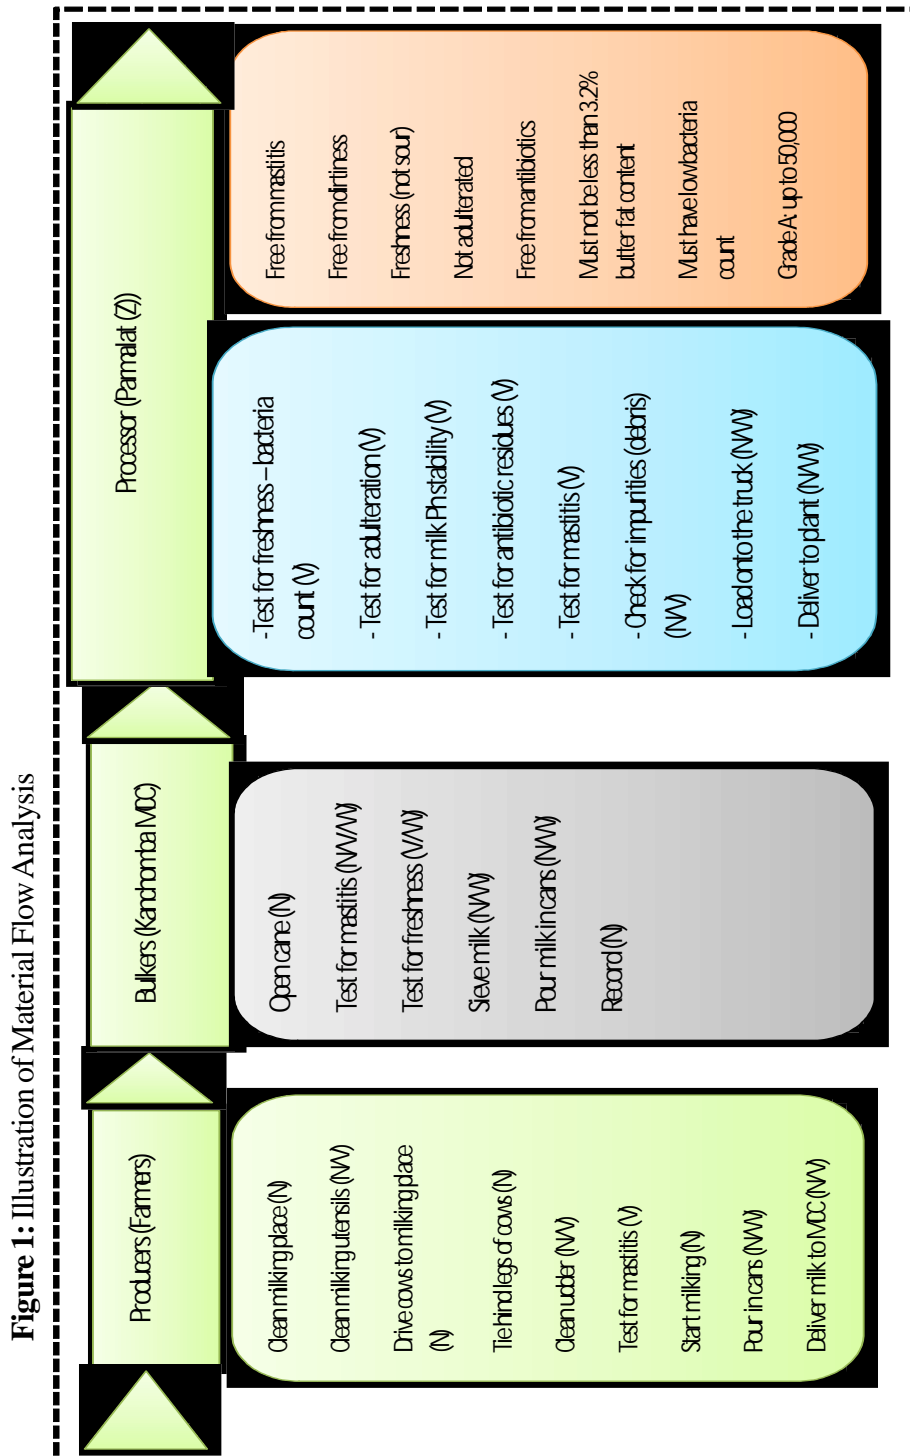 Figure 1: Illustration of Material Flow Analysis
Producers (Farmers)
Clean milking place (N)
Clean milking utensils (N/V)
Drive cows to milking place
(N)
Tie hind legs of cows (N)
Clean udder (N/V)
Test for mastitis (V)
Start milking (N)
Pour in cans (N/W)
Deliver milk to MCC (N/V)
Bulkers (Kanchomba MCC)
Open cane (N)
Test for mastitis (N/V/W)
Test for freshness (V/W)
Sieve milk (N/W)
Pour milk in cans (N/W)
Record (N)
Processor (Parmalat (Z))
- Test for freshness – bacteria
count (V)
- Test for adulteration (V)
- Test for milk Ph stability (V)
- Test for antibiotic residues (V)
- Test for mastitis (V)
- Check for impurities (debris)
(N/V)
- Load onto the truck (N/W)
- Deliver to plant (N/W)
Free from mastitis
Free from dirtiness
Freshness (not sour)
Not adulterated
Free from antibiotics
Must not be less than 3.2%
butter fat content
Must have low bacteria
count
Grade A: up to 50,000